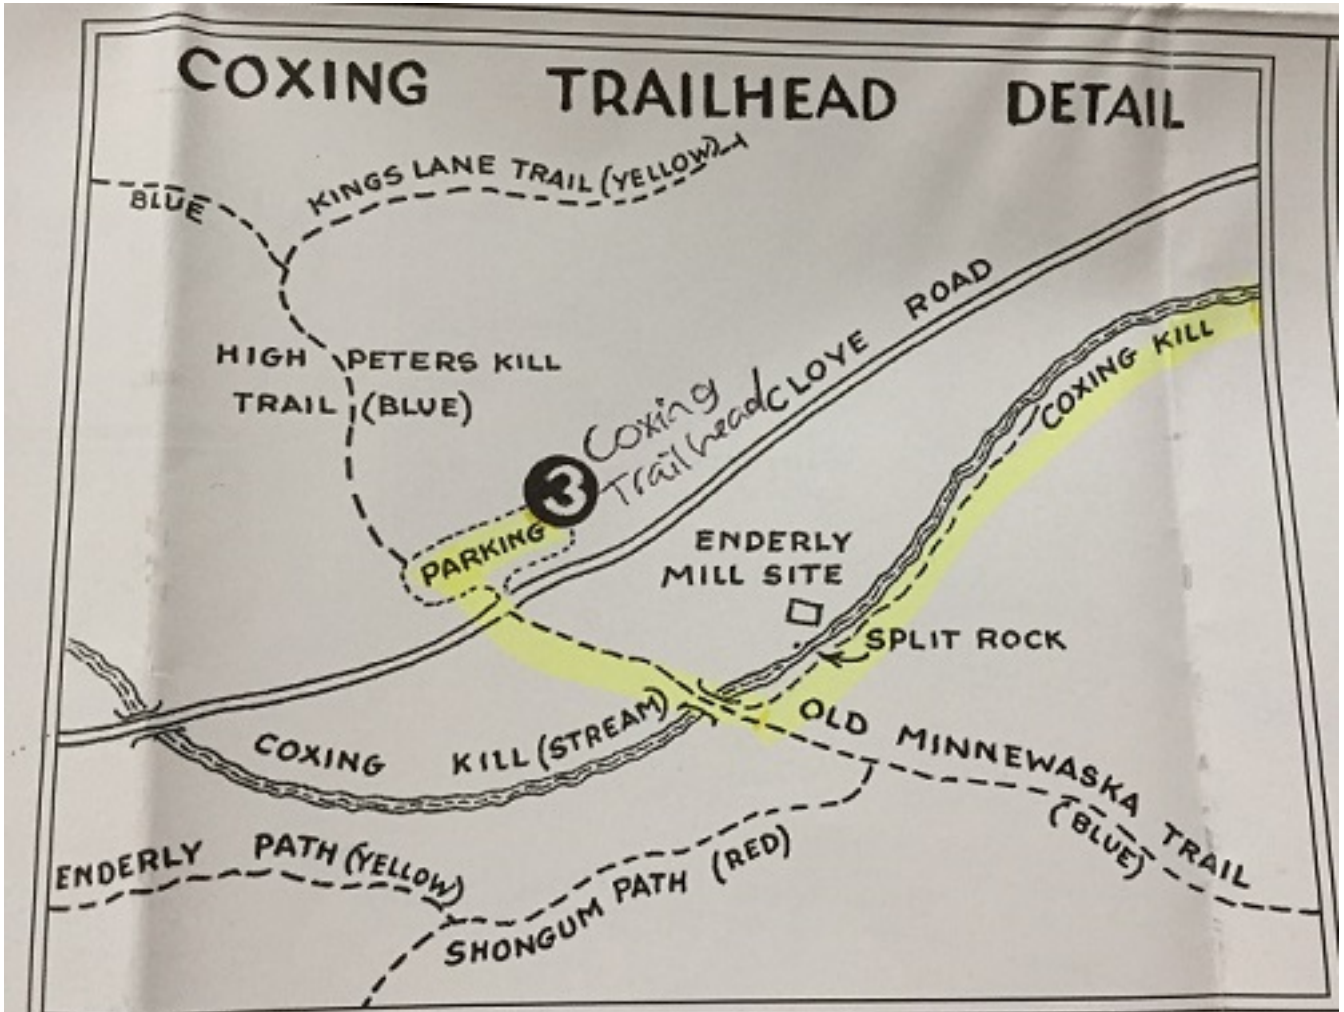 COXING TRAILHEAD DETAIL
KINGS LANE TRAIL (YELLOW)
BLUE
HIGH PETERS KILL
TRAIL (BLUE)
CLOVE ROAD
COXING KILL
3
Coxing
Trailhead
PARKING
ENDERLY
MILL SITE
SPLIT ROCK
COXING KILL (STREAM)
OLD MINNEWASKA TRAIL
(BLUE)
ENDERLY PATH (YELLOW)
SHONGUM PATH (RED)